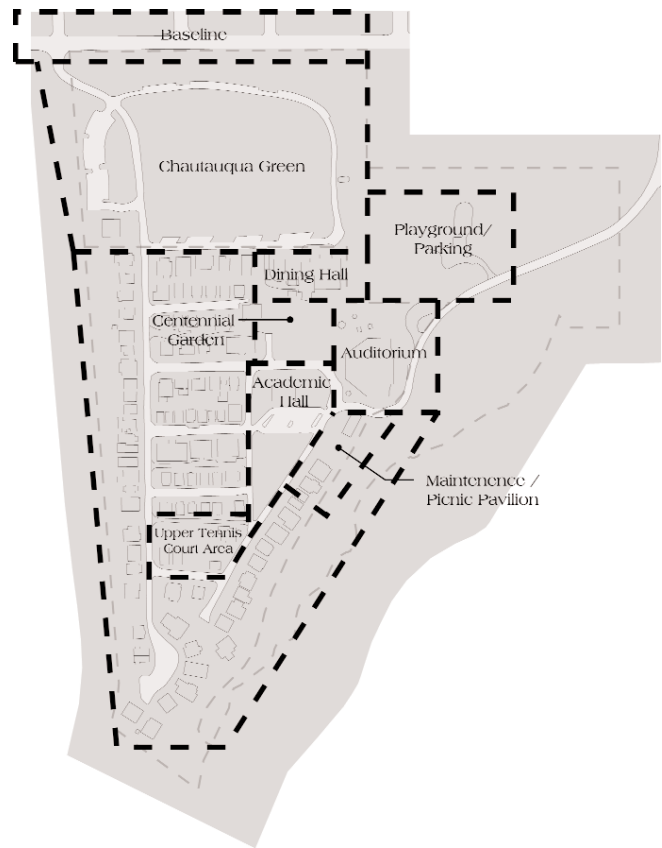 Baseline
Chautauqua Green
Playground/
Parking
Dining Hall
Centennial
Garden
Auditorium
Academic
Hall
Maintenence /
Picnic Pavilion
Upper Tennis
Court Area